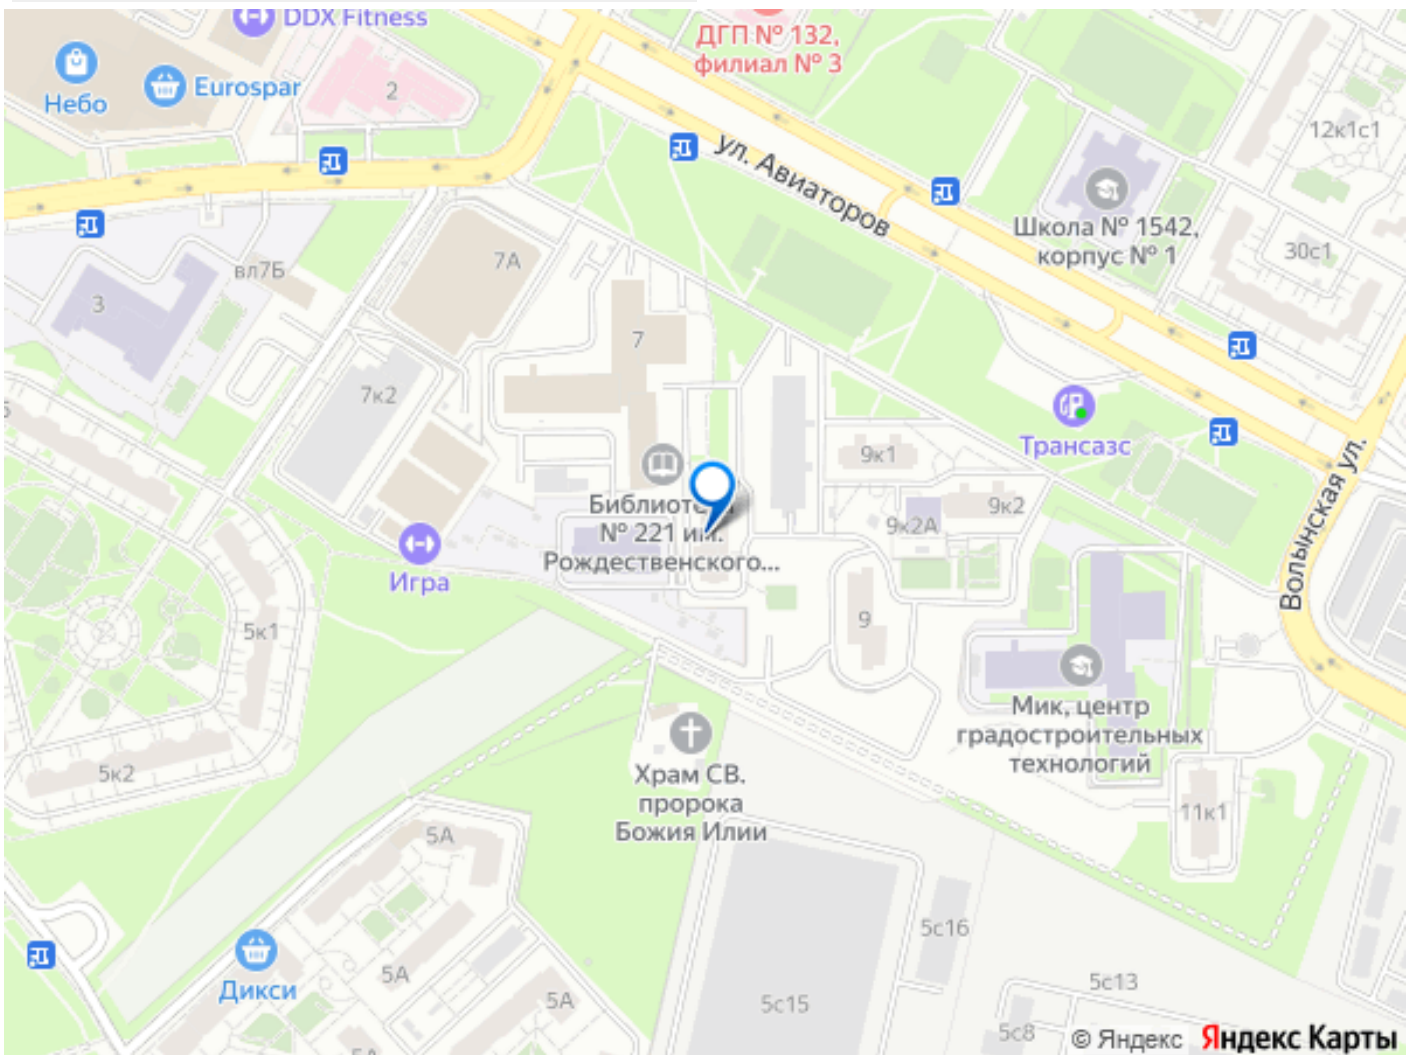 DDX Fitness
ДГП № 132,
филиал № 3
Небо
Eurospar
2
12к1с1
ул. Авиаторов
Школа № 1542,
корпус № 1
30с1
7А
вл7Б
3
7
7к2
Трансазс
9к1
9к2
9к2А
Библиоте
№ 221 им.
Рождественского...
Игра
Волынская ул.
5к1
9
Мик, центр
градостроительных
технологий
5к2
Храм СВ.
пророка
Божия Илии
11к1
5А
5с16
Дикси
5А
5А
5с15
5с13
5с8
5А
© Яндекс Яндекс Карты